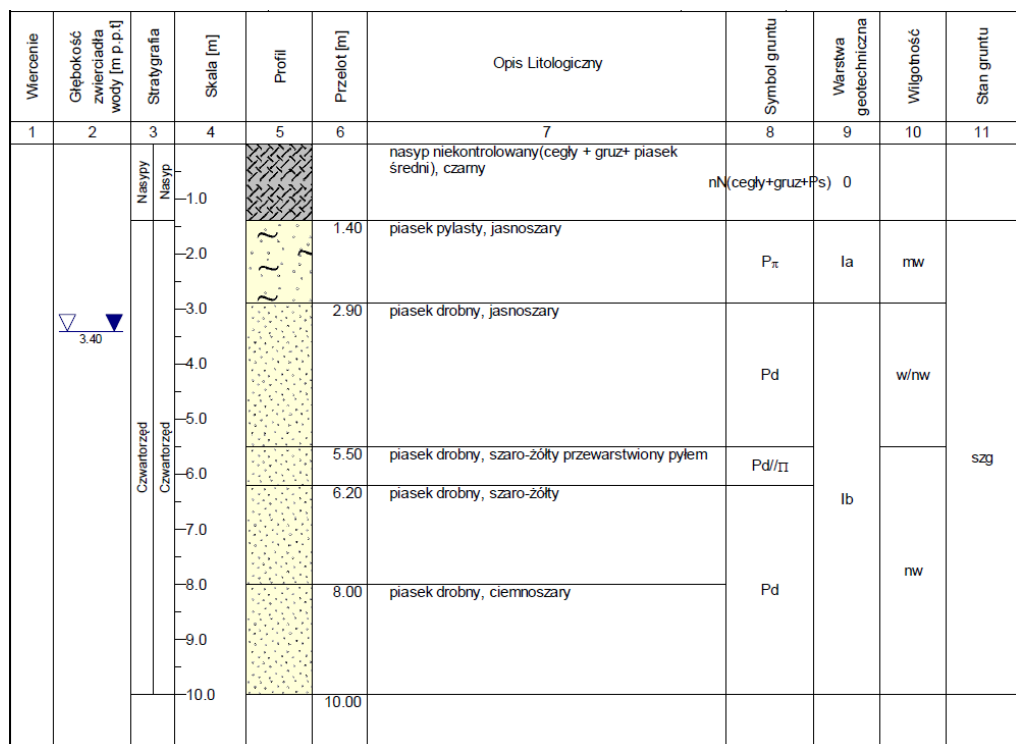 Wiercenie
Głębokość
zwierciadła
wody [m p.p.t]
Stratygrafia
Skala [m]
Profil
Przelot [m]
Opis Litologiczny
Symbol gruntu
Warstwa
geotechniczna
Wilgotność
Stan gruntu
1 2 3 4 5 6 7 8 9 10 11
Nasypy
Nasyp
nasyp niekontrolowany(cegły + gruz+ piasek
średni), czarny
nN(cegły+gruz+Ps) 0
1.0
1.40 piasek pylasty, jasnoszary
2.0
Pπ Ia mw
2.90 piasek drobny, jasnoszary
3.0
3.40
4.0
Pd w/nw
5.0
Czwartorzęd
Czwartorzęd
5.50 piasek drobny, szaro-żółty przewarstwiony pyłem
Pd//Π
szg
6.0
6.20 piasek drobny, szaro-żółty
Ib
7.0
nw
8.0
8.00 piasek drobny, ciemnoszary
Pd
9.0
10.0
10.00